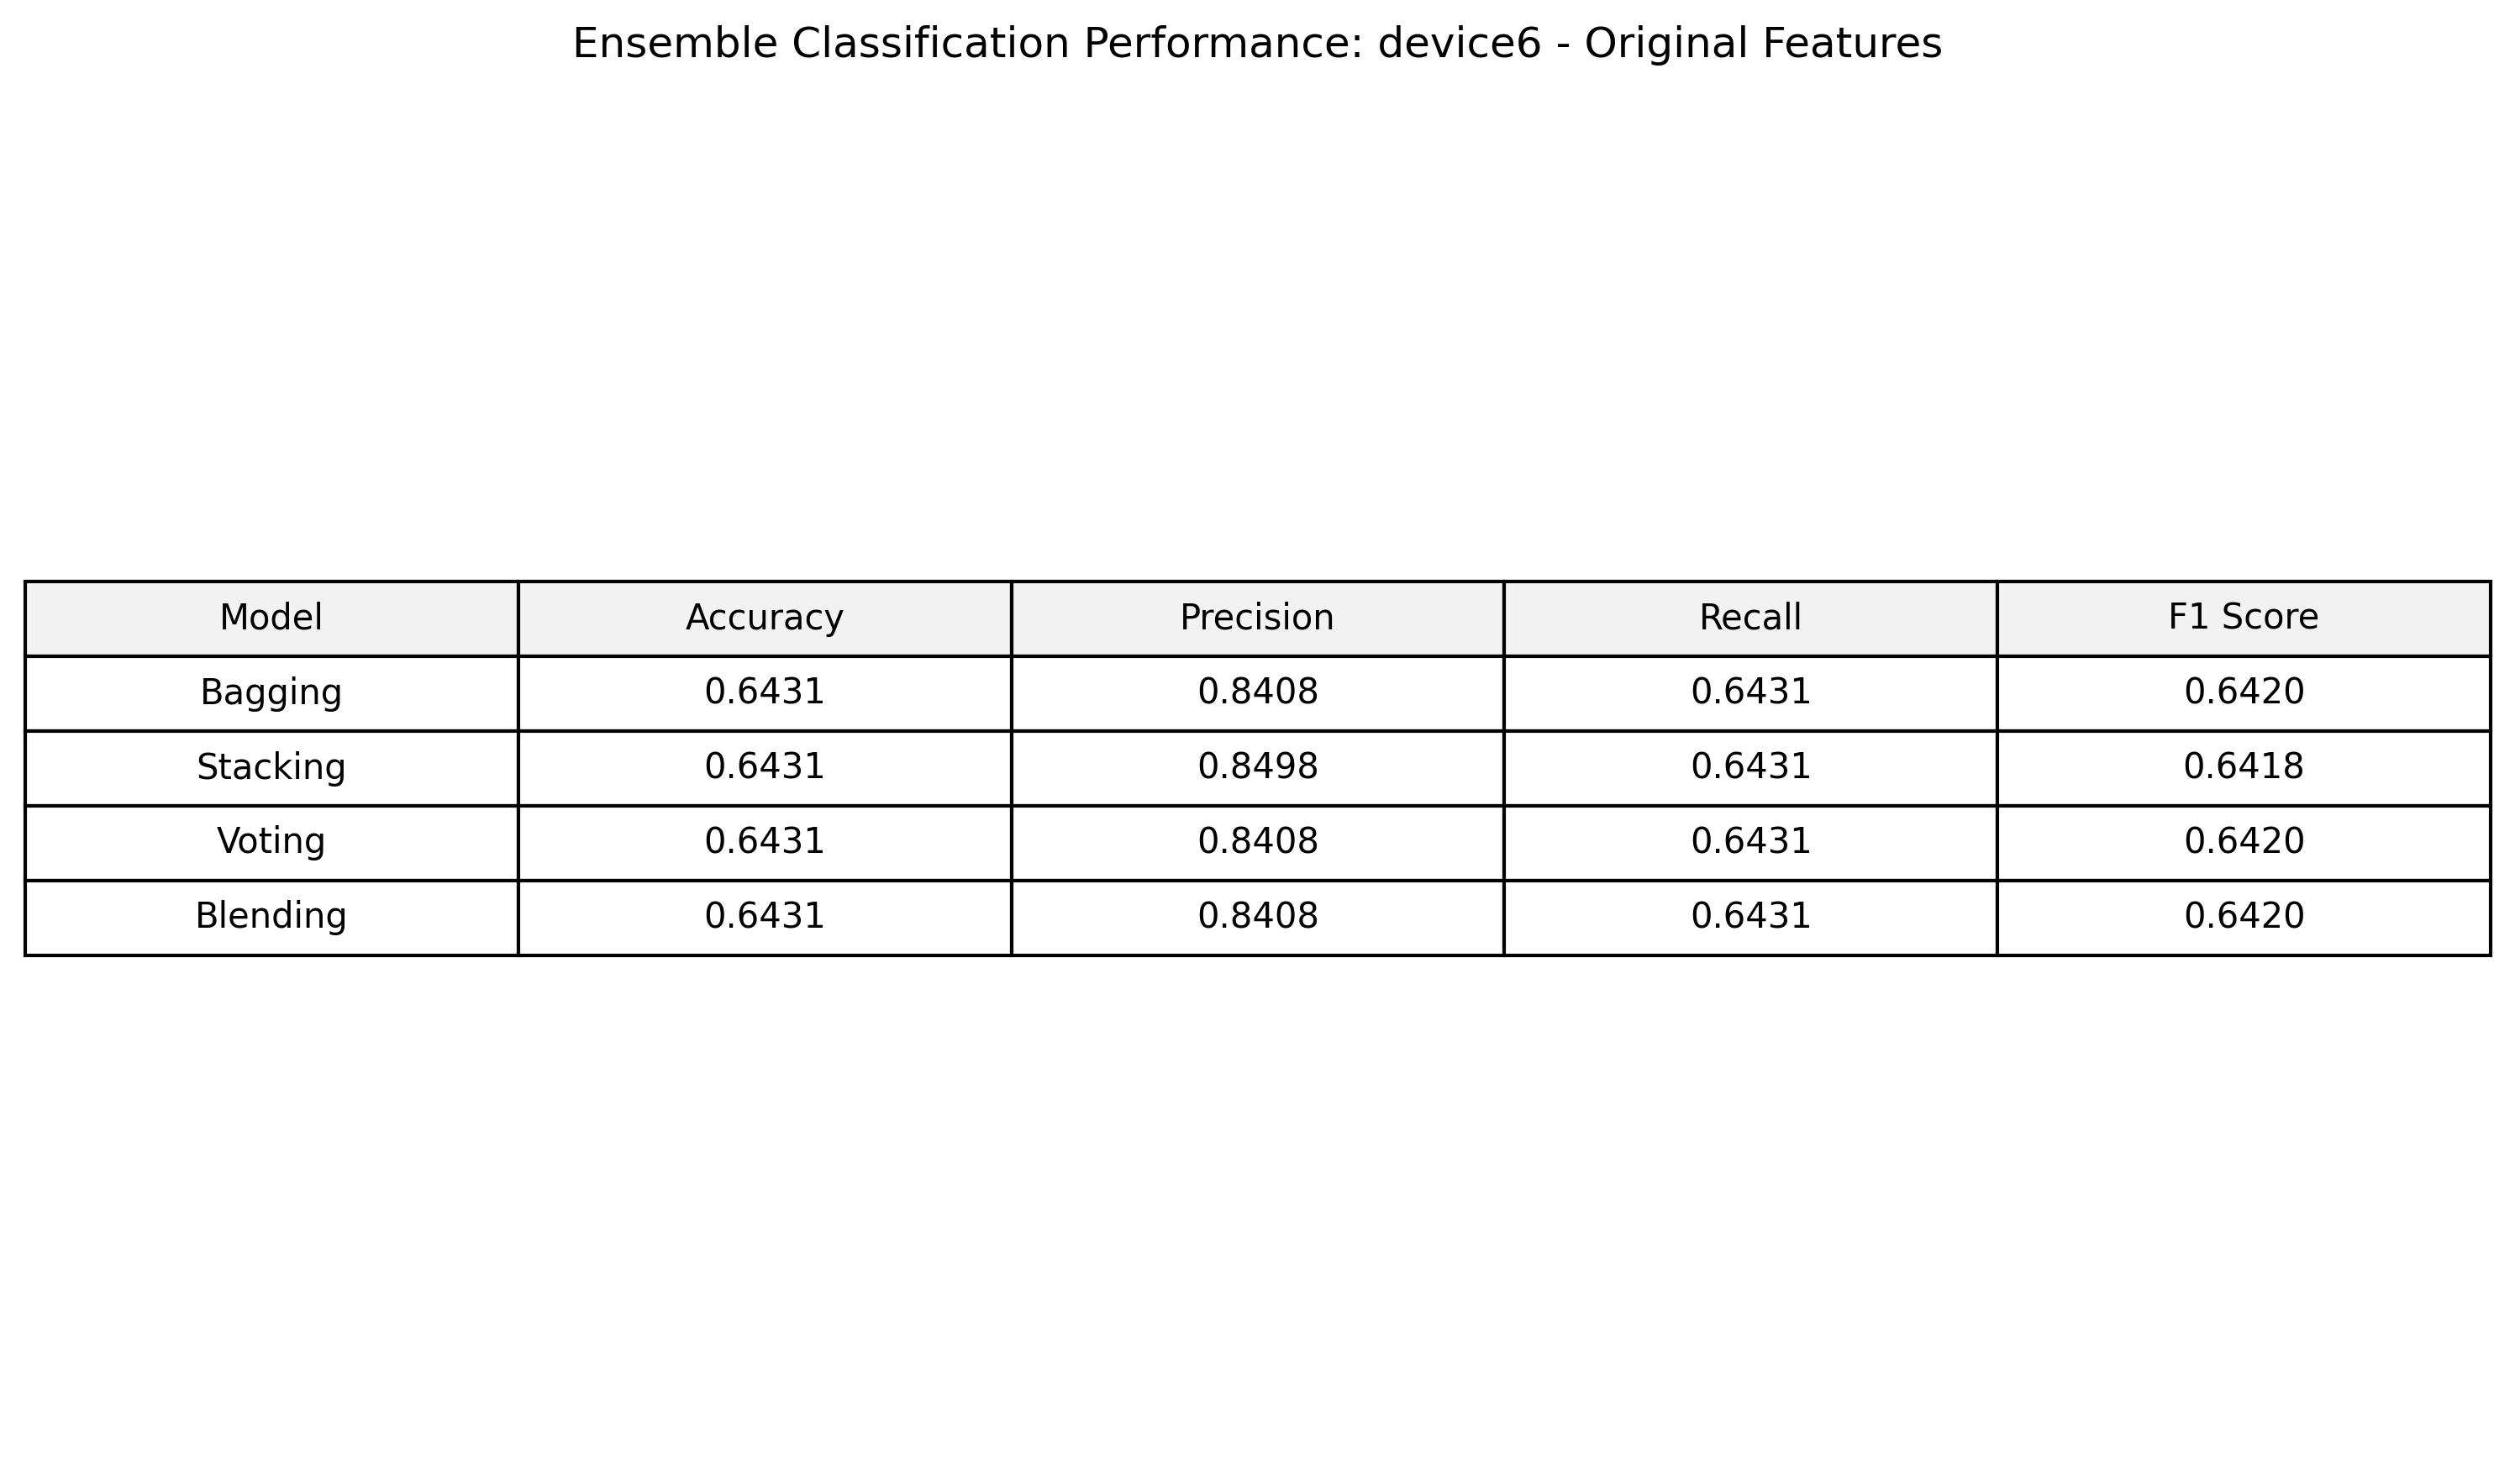 Ensemble Classification Performance: device6 - Original Features
Model Accuracy Precision Recall F1 Score
Bagging 0.6431 0.8408 0.6431 0.6420
Stacking 0.6431 0.8498 0.6431 0.6418
Voting 0.6431 0.8408 0.6431 0.6420
Blending 0.6431 0.8408 0.6431 0.6420